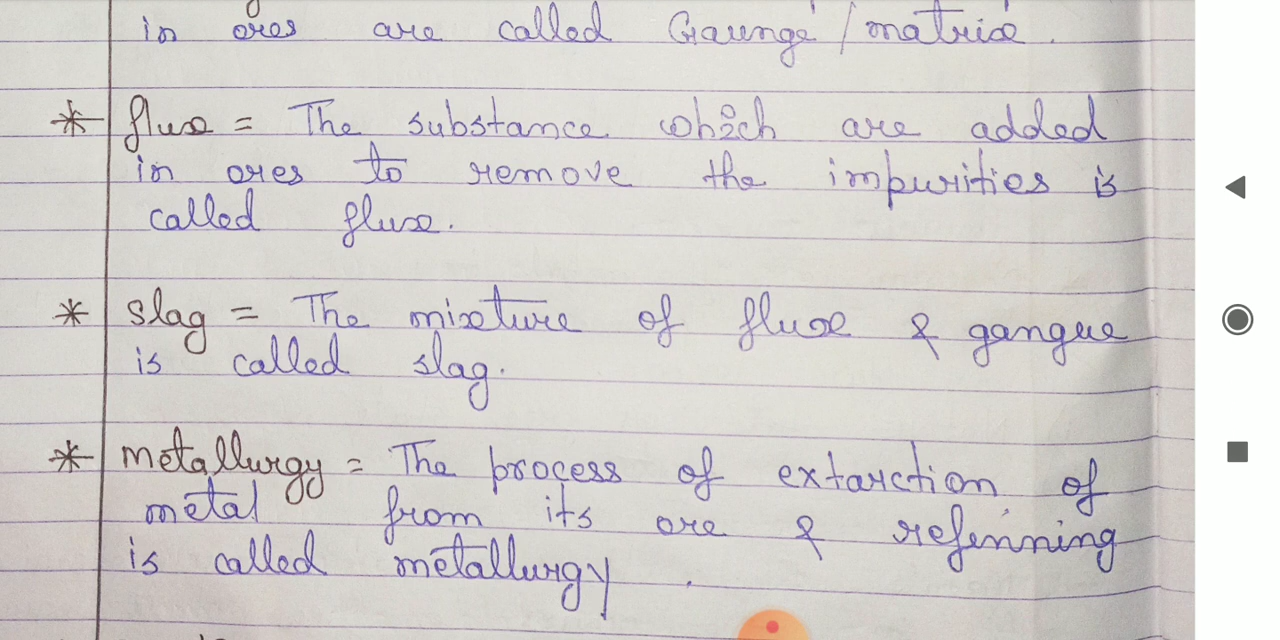 in ores are called Gaunge / matrix.
* flux = The substance which are added
in ores to remove the impurities is
called flux.
* slag = The mixture of flux & gangue
is called slag.
* metallurgy = The process of extarction of
metal from its ore & refinning
is called metallurgy.